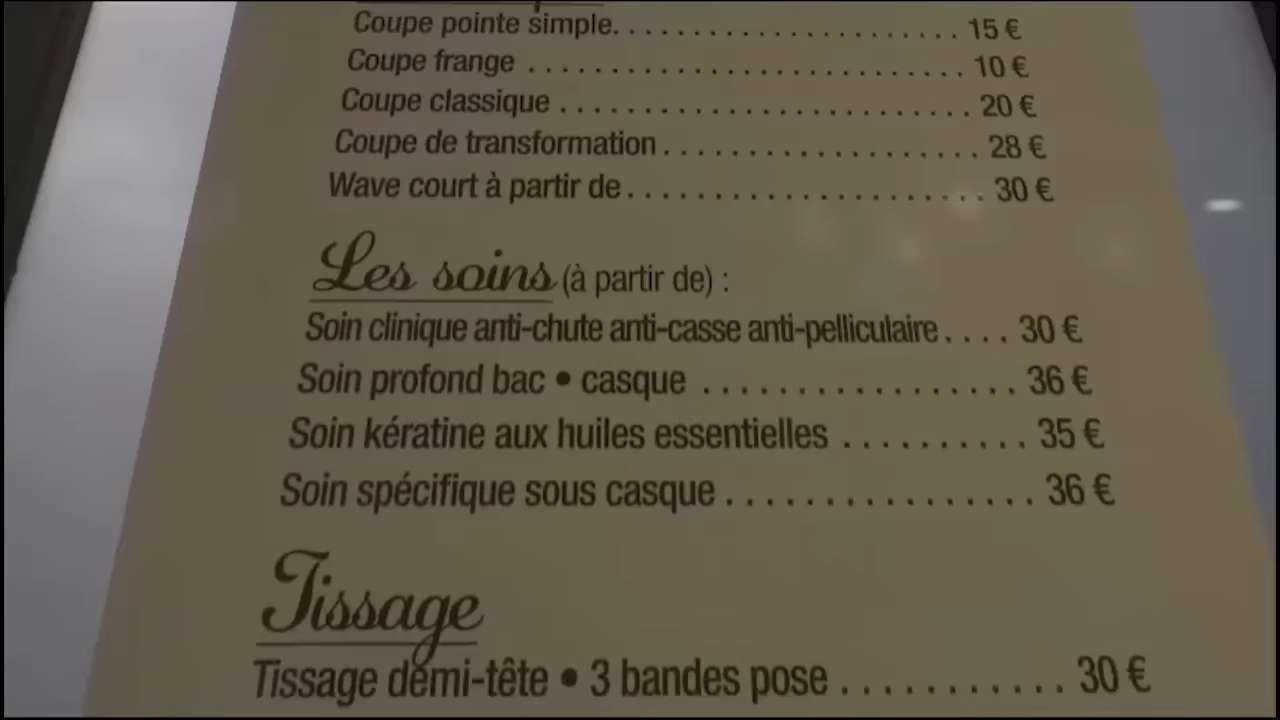 Coupe pointe simple. . . . . . . . . . . . . . . . . . . . . . 15 €
Coupe frange . . . . . . . . . . . . . . . . . . . . . . . . . . . 10 €
Coupe classique . . . . . . . . . . . . . . . . . . . . . . . . . 20 €
Coupe de transformation . . . . . . . . . . . . . . . . . . . 28 €
Wave court à partir de. . . . . . . . . . . . . . . . . . . . . . 30 €
Les soins (à partir de) :
Soin clinique anti-chute anti-casse anti-pelliculaire. . . . 30 €
Soin profond bac • casque . . . . . . . . . . . . . . . . . 36 €
Soin kératine aux huiles essentielles . . . . . . . . . . 35 €
Soin spécifique sous casque . . . . . . . . . . . . . . . . 36 €
Tissage
Tissage demi-tête • 3 bandes pose . . . . . . . . . . . 30 €